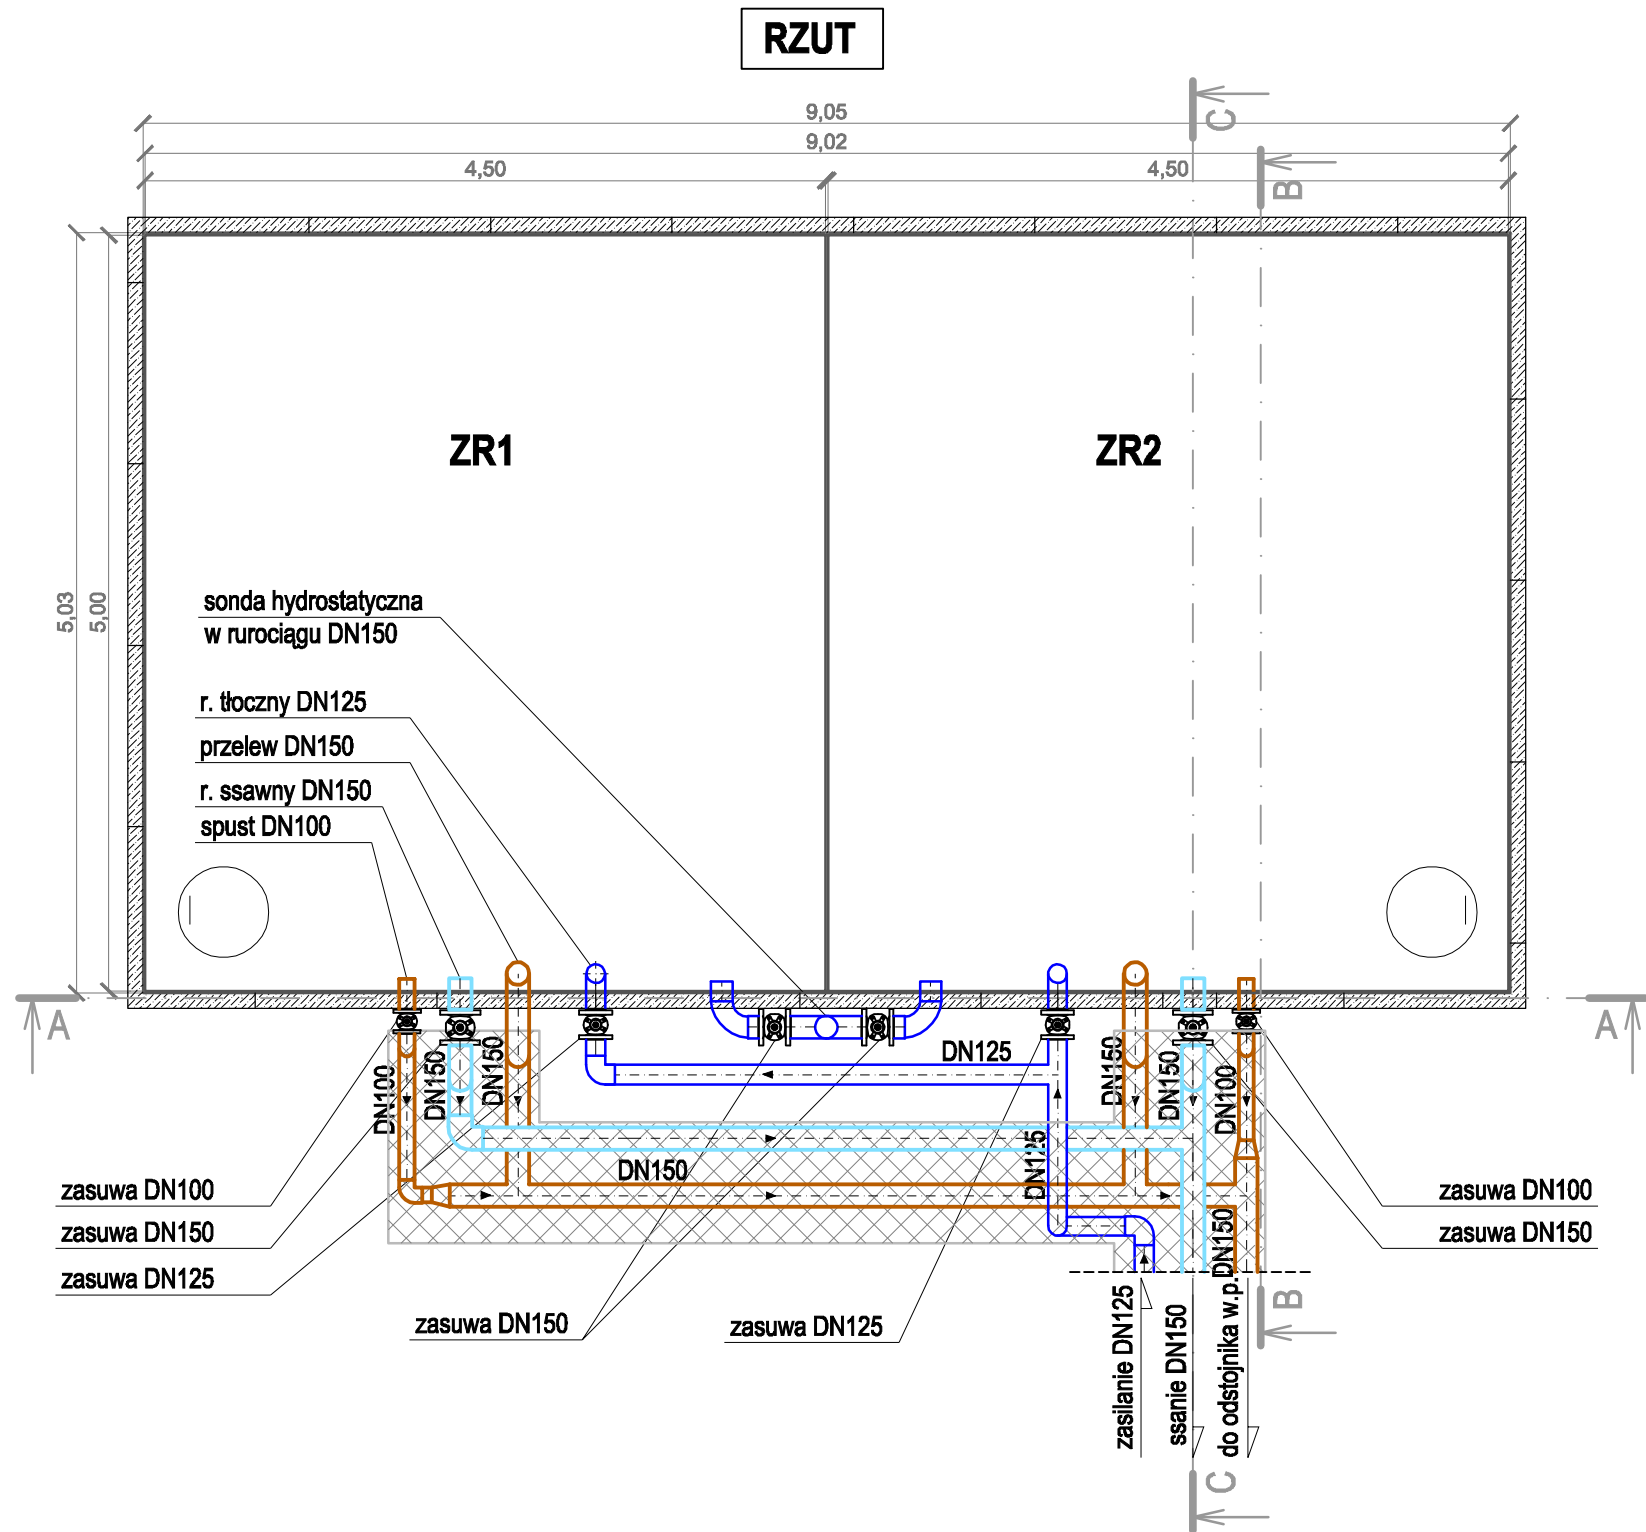 RZUT
9,05
9,02
4,50
4,50
C
B
5,03
5,00
ZR1
ZR2
sonda hydrostatyczna
w rurociągu DN150
r. tłoczny DN125
przelew DN150
r. ssawny DN150
spust DN100
A
A
DN100
DN150
DN150
DN125
DN150
DN150
DN100
DN150
DN125
DN150
zasuwa DN100
zasuwa DN150
zasuwa DN125
zasuwa DN150
zasuwa DN125
zasuwa DN100
zasuwa DN150
zasilanie DN125
ssanie DN150
do odstojnika w.p.
B
C